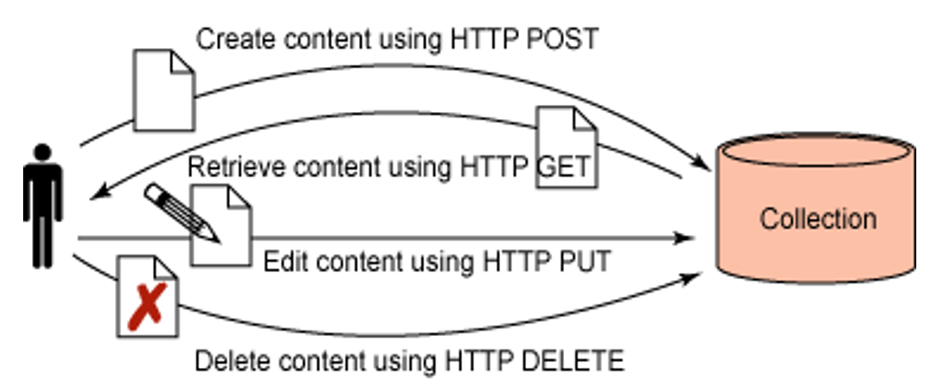 Create content using HTTP POST
Retrieve content using HTTP GET
Collection
Edit content using HTTP PUT
Delete content using HTTP DELETE